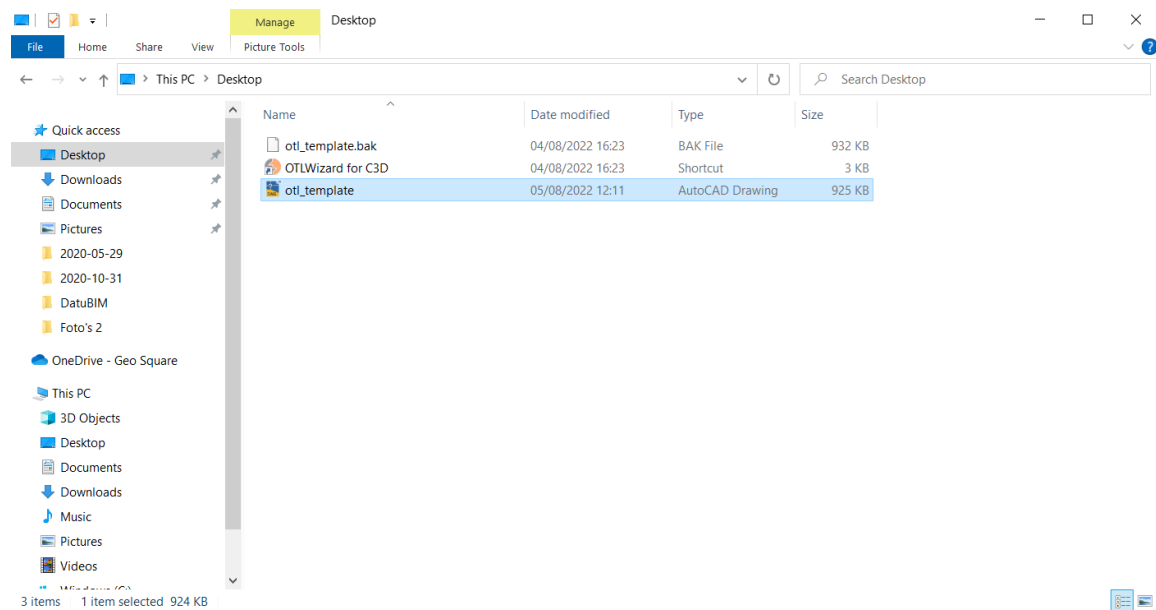 Manage Desktop
File Home Share View Picture Tools ?
This PC Desktop Search Desktop
Name Date modified Type Size
Quick access
Desktop
Downloads
Documents
Pictures
2020-05-29
2020-10-31
DatuBIM
Foto's 2
OneDrive - Geo Square
This PC
3D Objects
Desktop
Documents
Downloads
Music
Pictures
Videos
Windows (C:)
otl_template.bak 04/08/2022 16:23 BAK File 932 KB
OTLWizard for C3D 04/08/2022 16:23 Shortcut 3 KB
otl_template 05/08/2022 12:11 AutoCAD Drawing 925 KB
3 items 1 item selected 924 KB